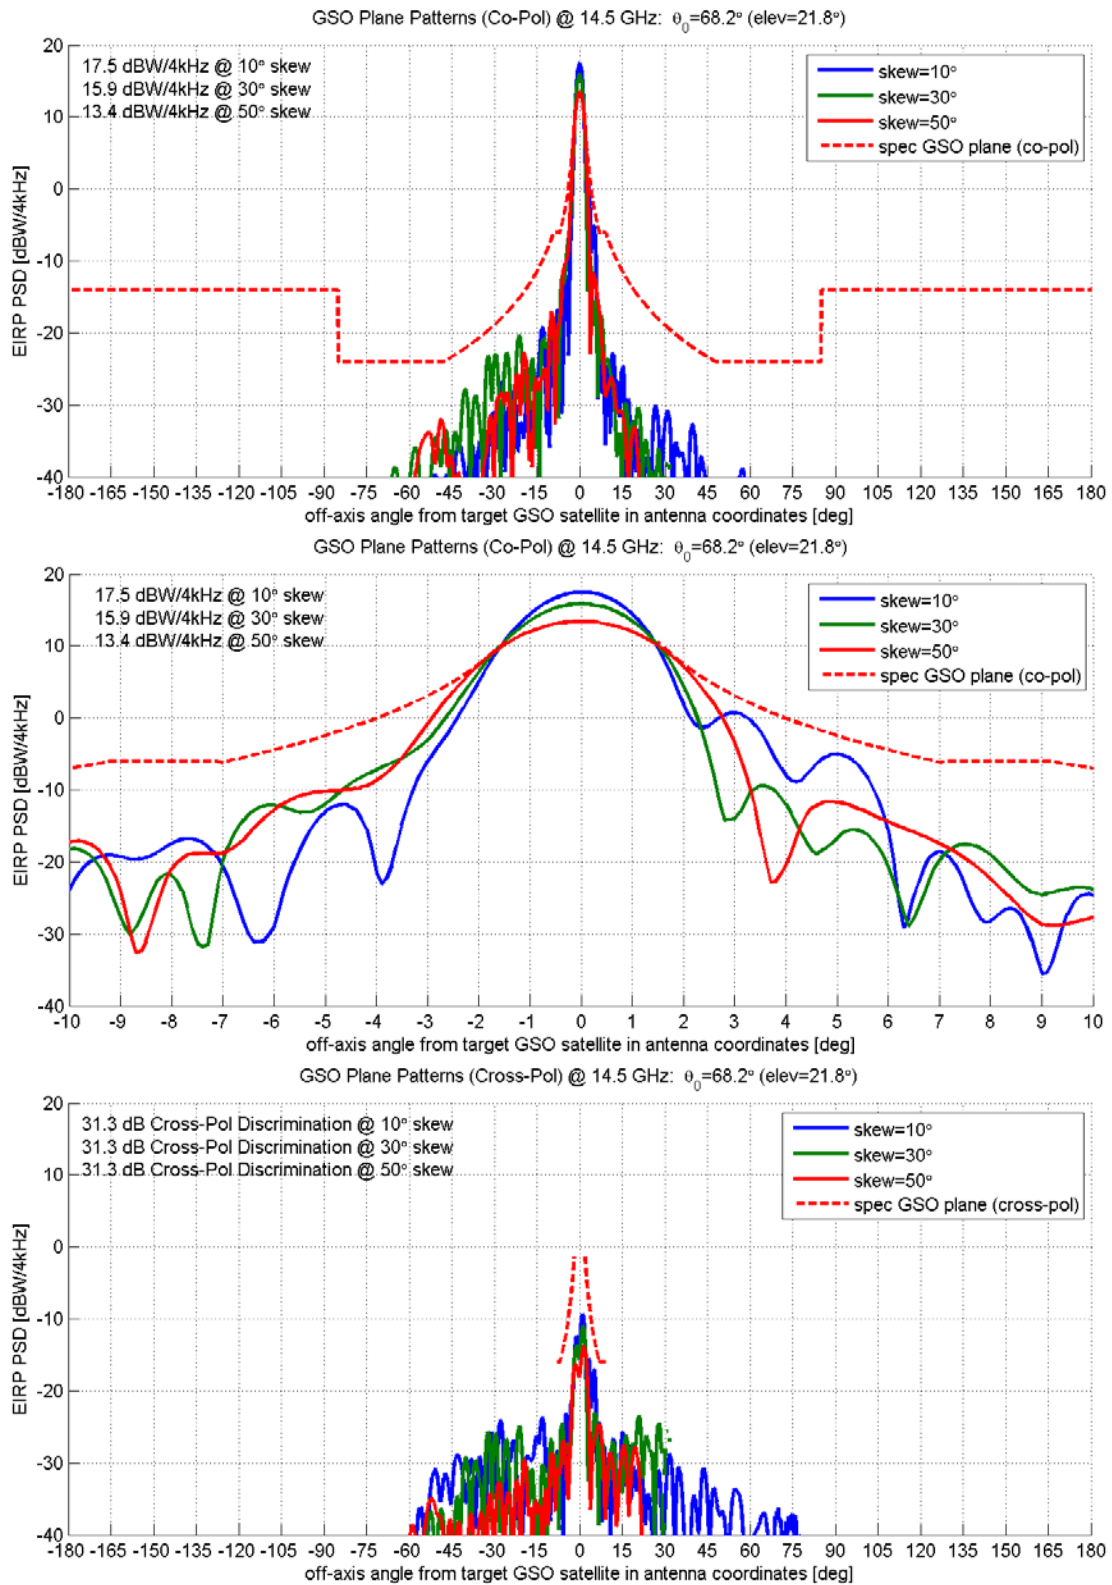 GSO Plane Patterns (Co-Pol) @ 14.5 GHz: θ0=68.2° (elev=21.8°)
17.5 dBW/4kHz @ 10° skew
15.9 dBW/4kHz @ 30° skew
13.4 dBW/4kHz @ 50° skew
skew=10°
skew=30°
skew=50°
spec GSO plane (co-pol)
EIRP PSD [dBW/4kHz]
20
10
0
-10
-20
-30
-40
-180 -165 -150 -135 -120 -105 -90 -75 -60 -45 -30 -15 0 15 30 45 60 75 90 105 120 135 150 165 180
off-axis angle from target GSO satellite in antenna coordinates [deg]
GSO Plane Patterns (Co-Pol) @ 14.5 GHz: θ0=68.2° (elev=21.8°)
17.5 dBW/4kHz @ 10° skew
15.9 dBW/4kHz @ 30° skew
13.4 dBW/4kHz @ 50° skew
skew=10°
skew=30°
skew=50°
spec GSO plane (co-pol)
EIRP PSD [dBW/4kHz]
20
10
0
-10
-20
-30
-40
-10 -9 -8 -7 -6 -5 -4 -3 -2 -1 0 1 2 3 4 5 6 7 8 9 10
off-axis angle from target GSO satellite in antenna coordinates [deg]
GSO Plane Patterns (Cross-Pol) @ 14.5 GHz: θ0=68.2° (elev=21.8°)
31.3 dB Cross-Pol Discrimination @ 10° skew
31.3 dB Cross-Pol Discrimination @ 30° skew
31.3 dB Cross-Pol Discrimination @ 50° skew
skew=10°
skew=30°
skew=50°
spec GSO plane (cross-pol)
EIRP PSD [dBW/4kHz]
20
10
0
-10
-20
-30
-40
-180 -165 -150 -135 -120 -105 -90 -75 -60 -45 -30 -15 0 15 30 45 60 75 90 105 120 135 150 165 180
off-axis angle from target GSO satellite in antenna coordinates [deg]